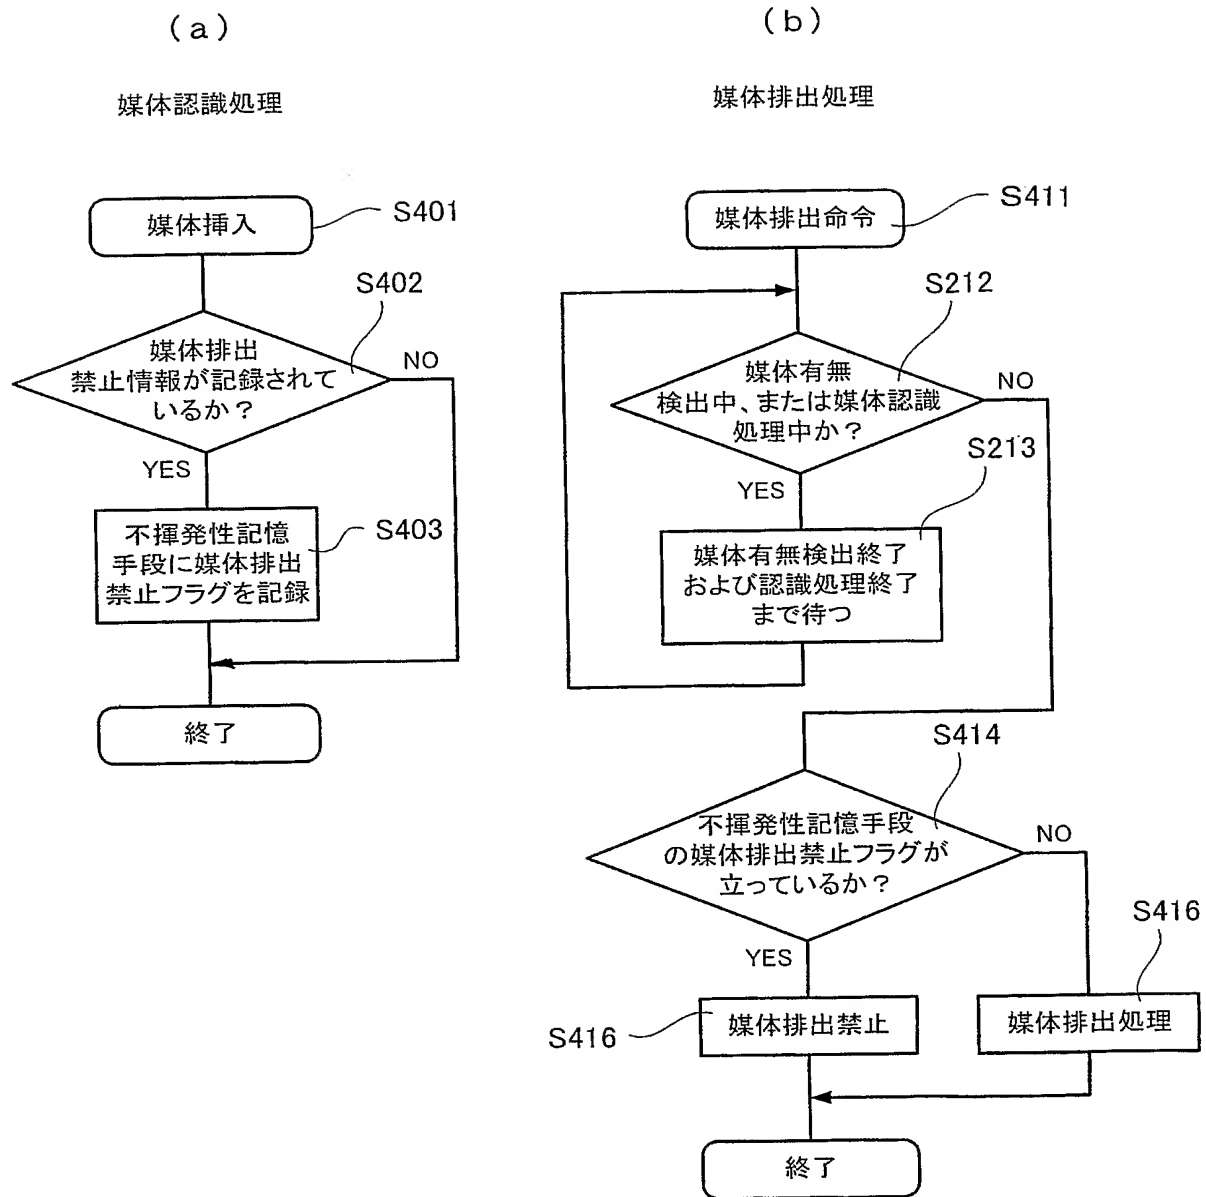 (a)
媒体認識処理
媒体挿入
S401
S402
媒体排出
禁止情報が記録されて
いるか?
NO
YES
不揮発性記憶
手段に媒体排出
禁止フラグを記録
S403
終了
(b)
媒体排出処理
媒体排出命令
S411
S212
媒体有無
検出中、または媒体認識
処理中か?
NO
YES
S213
媒体有無検出終了
および認識処理終了
まで待つ
S414
不揮発性記憶手段
の媒体排出禁止フラグが
立っているか?
NO
YES
S416
媒体排出禁止
S416
媒体排出処理
終了